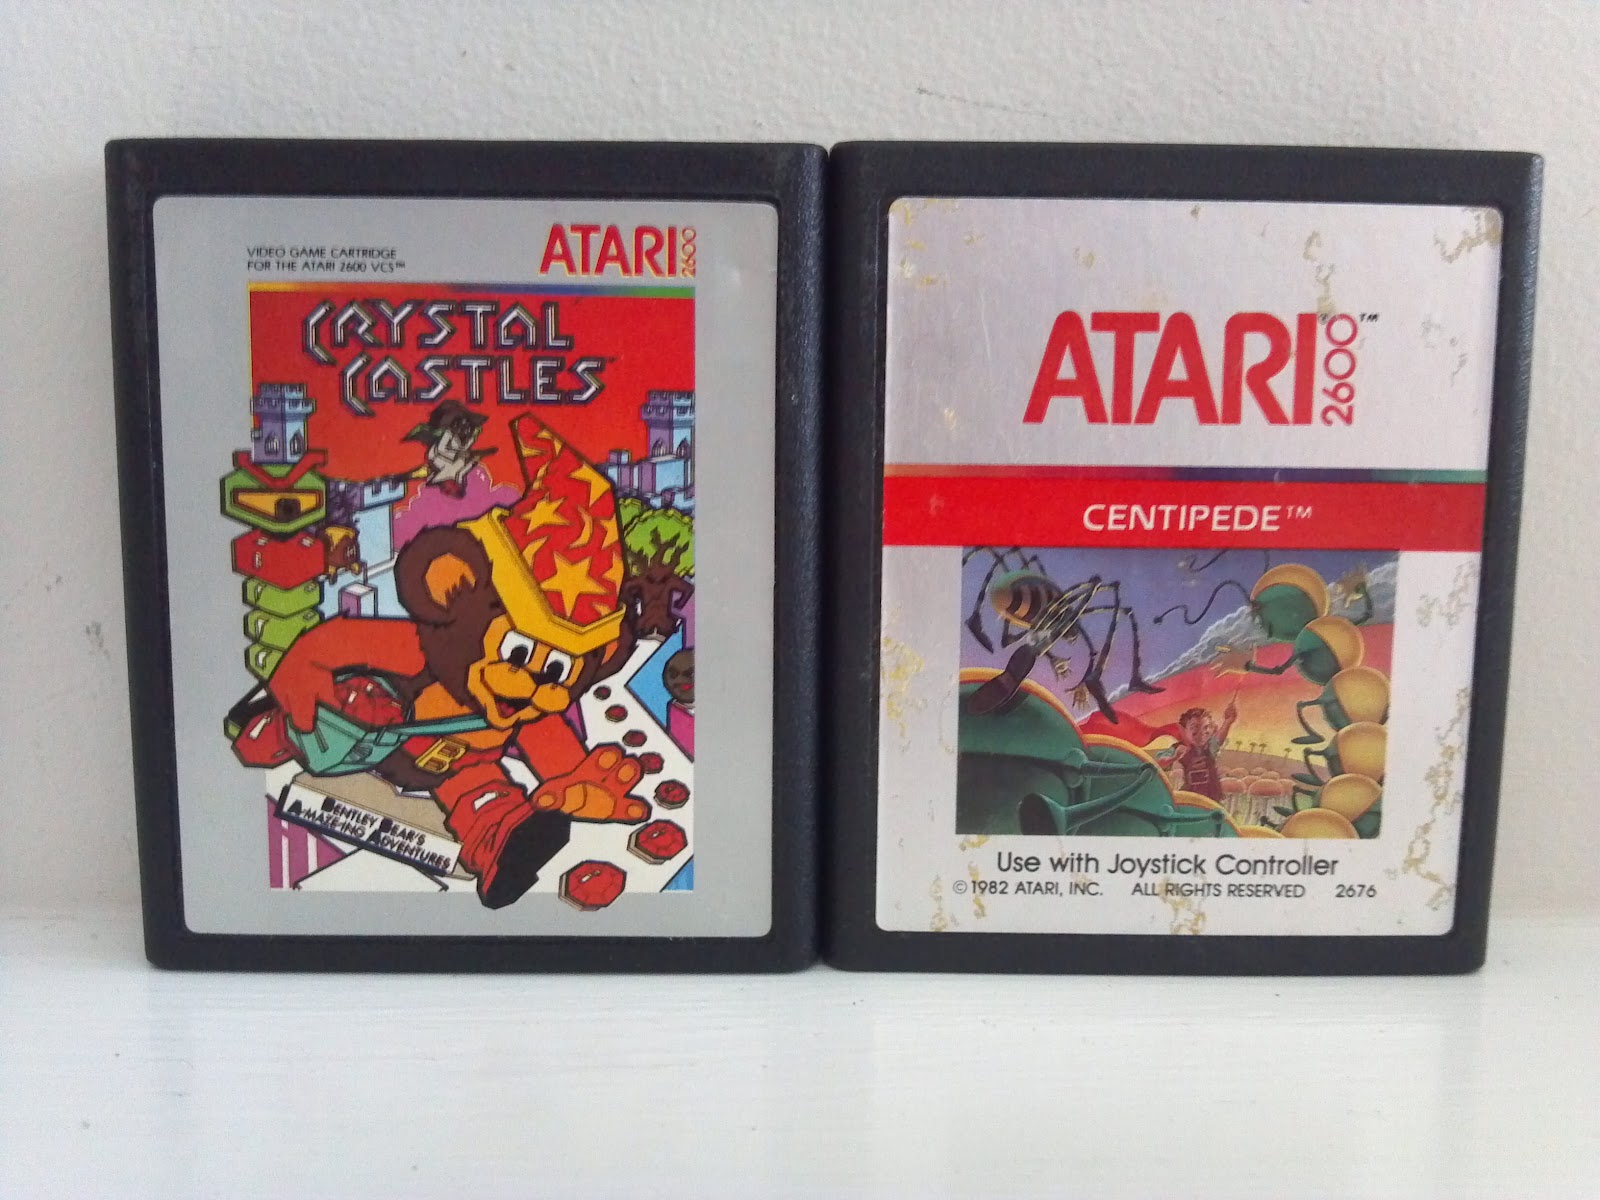 VIDEO GAME CARTRIDGE
FOR THE ATARI 2600 VCS™
ATARI 2600
CRYSTAL
CASTLES™
BENTLEY BEAR'S
A-MAZE-ING ADVENTURES
ATARI 2600™
CENTIPEDE™
Use with Joystick Controller
© 1982 ATARI, INC. ALL RIGHTS RESERVED 2676